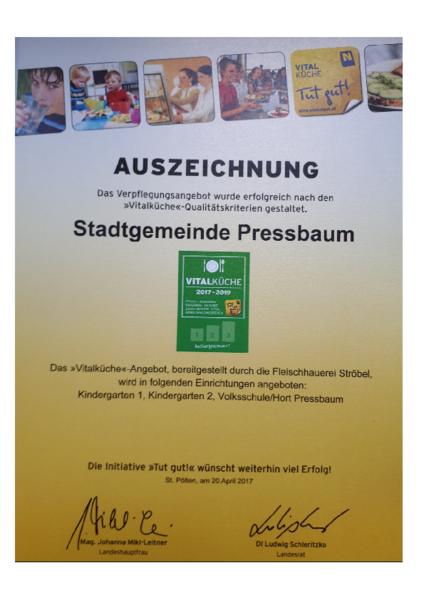 VITAL
KÜCHE
Tut gut!
AUSZEICHNUNG
Das Verpflegungsangebot wurde erfolgreich nach den
»Vitalküche«-Qualitätskriterien gestaltet.
Stadtgemeinde Pressbaum
VITALKÜCHE
2017 - 2019
1 2 3
Das »Vitalküche«-Angebot, bereitgestellt durch die Fleischhauerei Ströbel,
wird in folgenden Einrichtungen angeboten:
Kindergarten 1, Kindergarten 2, Volksschule/Hort Pressbaum
Die Initiative »Tut gut!« wünscht weiterhin viel Erfolg!
St. Pölten, am 20.April 2017
Mag. Johanna Mikl-Leitner
Landeshauptfrau
DI Ludwig Schleritzko
Landesrat